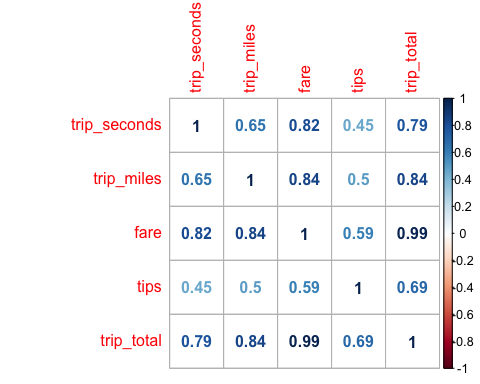 trip_seconds trip_miles fare tips trip_total
trip_seconds 1 0.65 0.82 0.45 0.79
trip_miles 0.65 1 0.84 0.5 0.84
fare 0.82 0.84 1 0.59 0.99
tips 0.45 0.5 0.59 1 0.69
trip_total 0.79 0.84 0.99 0.69 1
1
0.8
0.6
0.4
0.2
0
-0.2
-0.4
-0.6
-0.8
-1